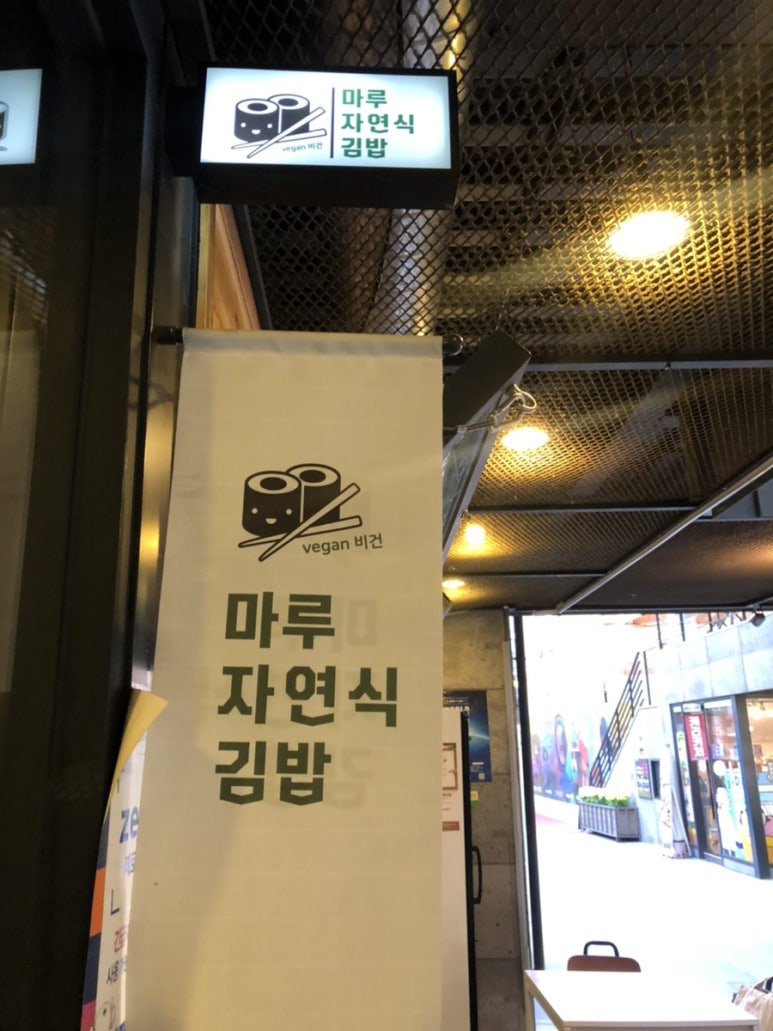 마루
자연식
김밥
vegan 비건
vegan 비건
마루
자연식
김밥
ze